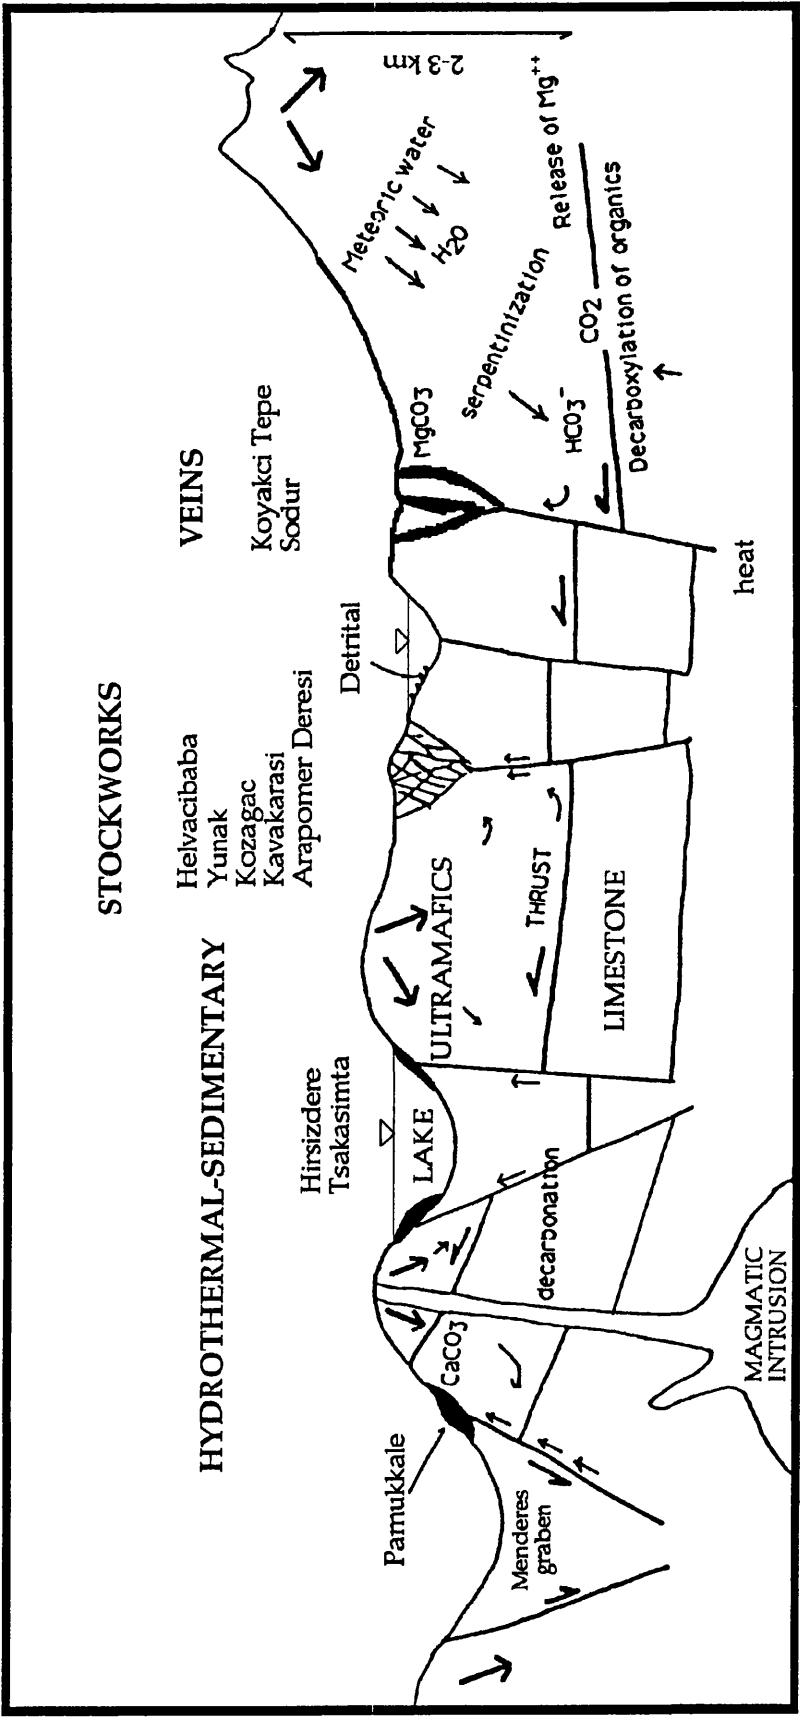 STOCKWORKS
HYDROTHERMAL-SEDIMENTARY
VEINS
Helvacibaba
Yunak
Kozagac
Kavakarasi
Arapomer Deresi
Koyakci Tepe
Sodur
Hirsizdere
Tsakasimta
Pamukkale
Detrital
2-3 km
Meteoric water
H2O
MgCO3
serpentinization
Release of Mg++
HCO3-
CO2
Decarboxylation of organics
heat
LAKE
ULTRAMAFICS
THRUST
LIMESTONE
CaCO3
decarbonation
Menderes
graben
MAGMATIC
INTRUSION